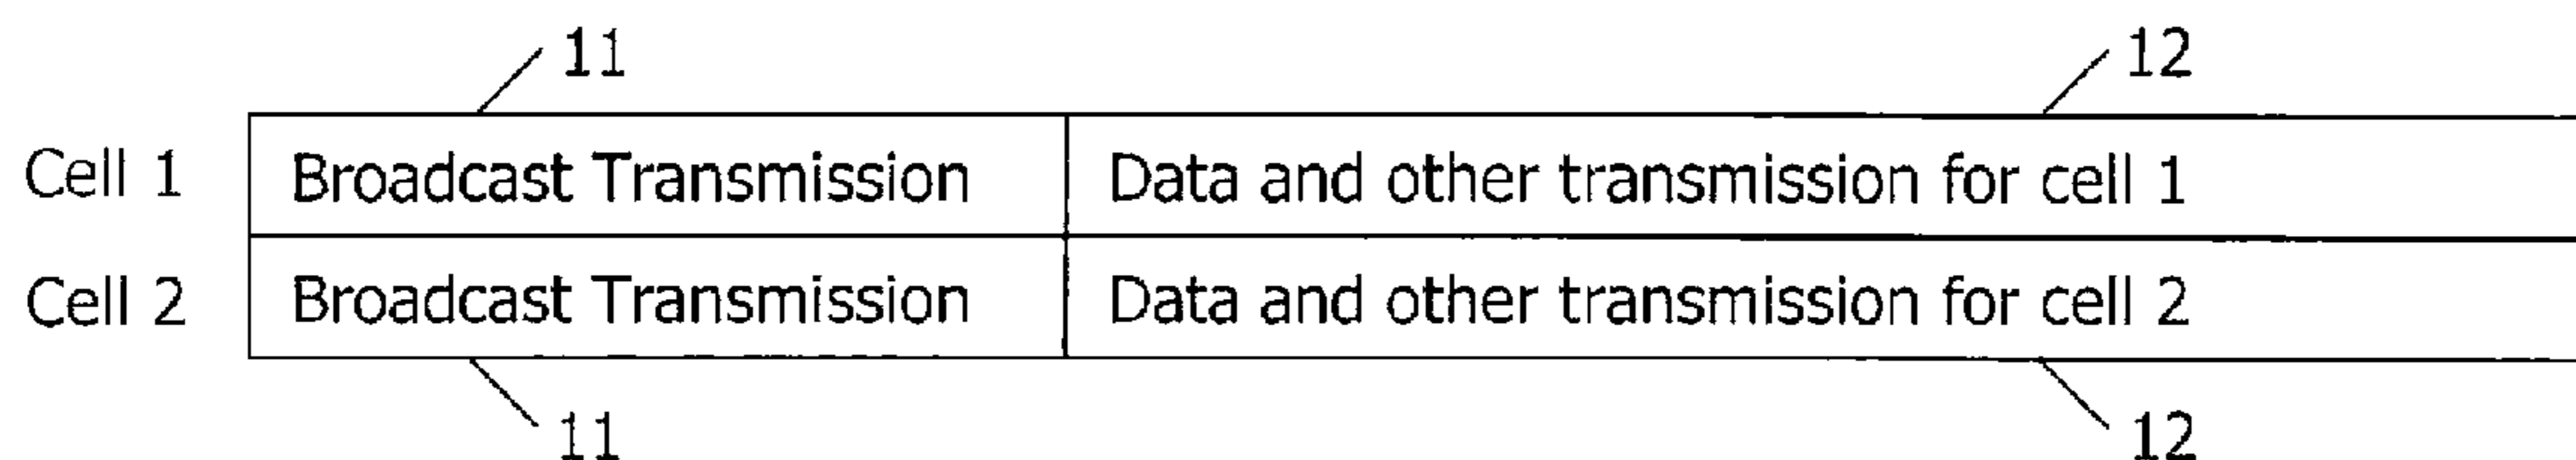 11 12
Cell 1 Broadcast Transmission Data and other transmission for cell 1
Cell 2 Broadcast Transmission Data and other transmission for cell 2
11 12